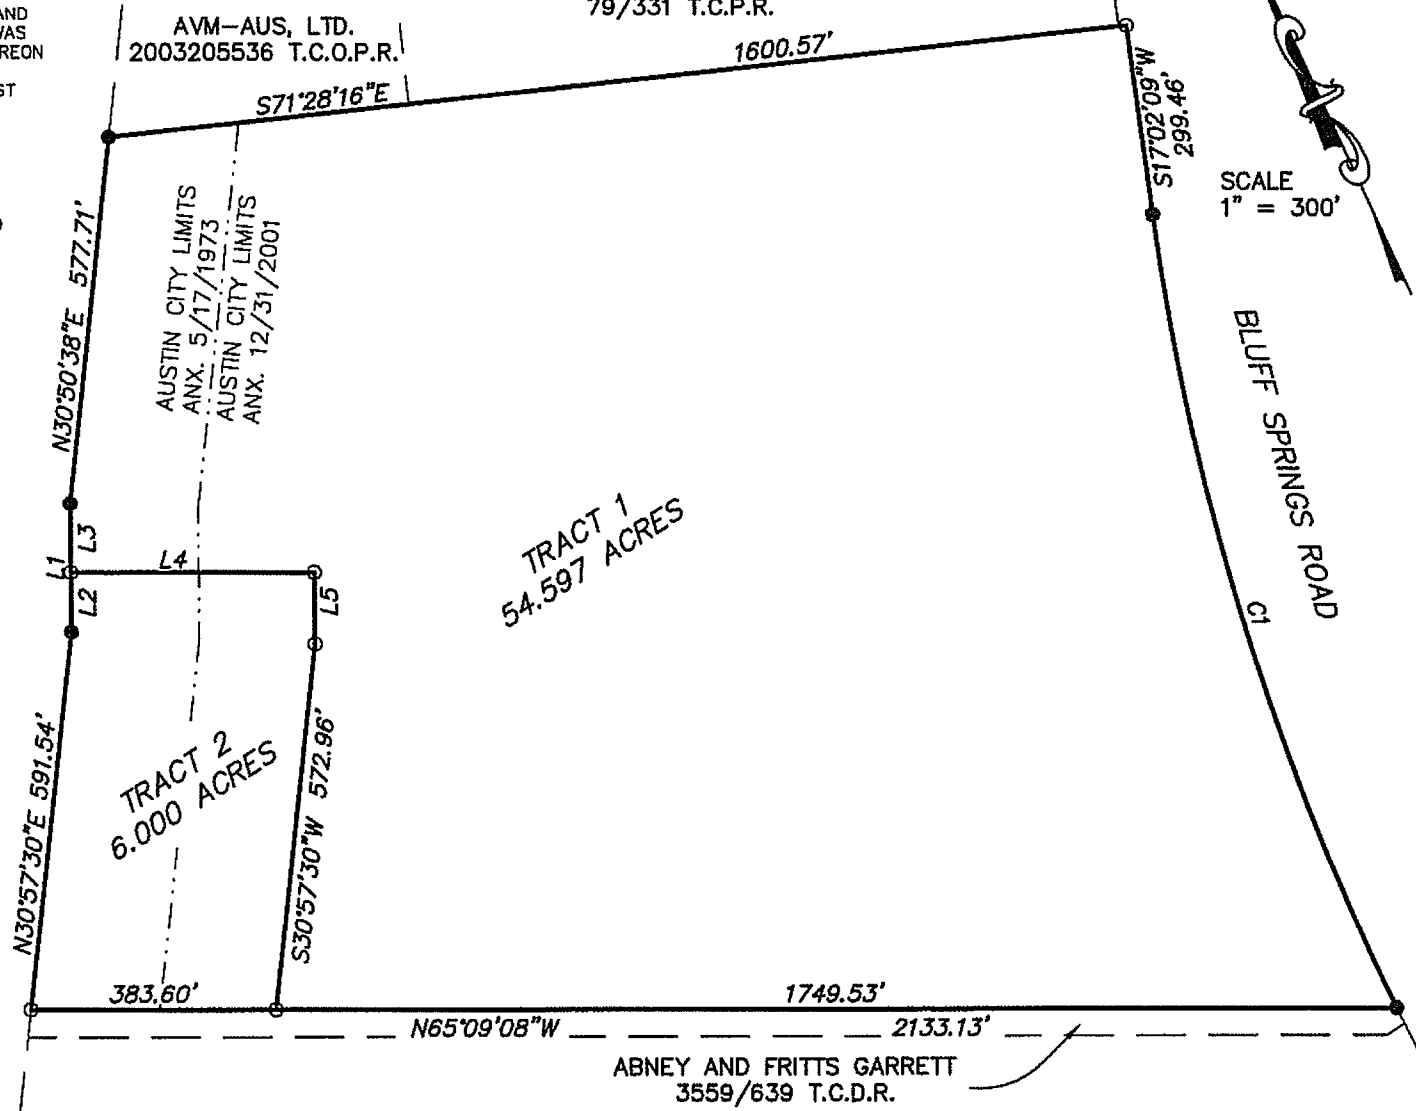 AND
WAS
REON
ST
AVM–AUS, LTD.
2003205536 T.C.O.P.R.
79/331 T.C.P.R.
1600.57'
S71°28'16"E
S17°02'09"W
299.46'
SCALE
1" = 300'
N30°50'38"E 577.71'
AUSTIN CITY LIMITS
ANX. 5/17/1973
AUSTIN CITY LIMITS
ANX. 12/31/2001
BLUFF SPRINGS ROAD
C1
TRACT 1
54.597 ACRES
L3
L1
L4
L2
L5
N30°57'30"E 591.54'
TRACT 2
6.000 ACRES
S30°57'30"W 572.96'
383.60'
1749.53'
N65°09'08"W
2133.13'
ABNEY AND FRITTS GARRETT
3559/639 T.C.D.R.